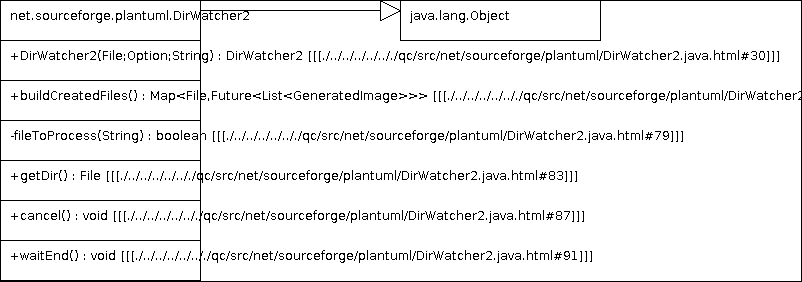 net.sourceforge.plantuml.DirWatcher2
java.lang.Object
+DirWatcher2(File;Option;String) : DirWatcher2 [[[./../../../../../../qc/src/net/sourceforge/plantuml/DirWatcher2.java.html#30]]]
+buildCreatedFiles() : Map<File,Future<List<GeneratedImage>>> [[[./../../../../../../qc/src/net/sourceforge/plantuml/DirWatcher2
-fileToProcess(String) : boolean [[[./../../../../../../qc/src/net/sourceforge/plantuml/DirWatcher2.java.html#79]]]
+getDir() : File [[[./../../../../../../qc/src/net/sourceforge/plantuml/DirWatcher2.java.html#83]]]
+cancel() : void [[[./../../../../../../qc/src/net/sourceforge/plantuml/DirWatcher2.java.html#87]]]
+waitEnd() : void [[[./../../../../../../qc/src/net/sourceforge/plantuml/DirWatcher2.java.html#91]]]